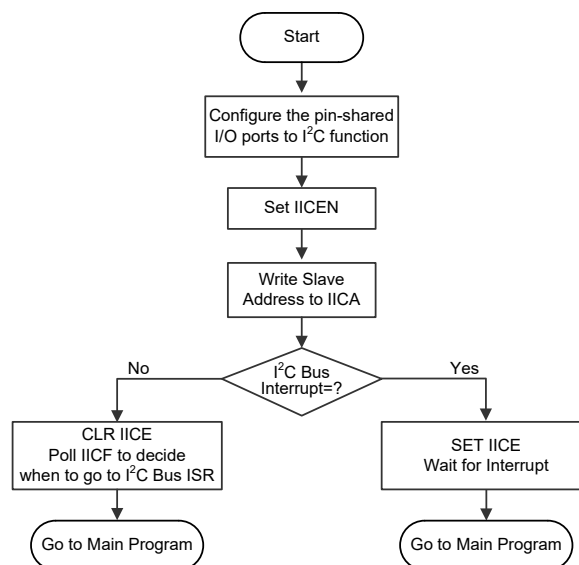 Start
Configure the pin-shared
I/O ports to I²C function
Set IICEN
Write Slave
Address to IICA
I²C Bus
Interrupt=?
No
Yes
CLR IICE
Poll IICF to decide
when to go to I²C Bus ISR
SET IICE
Wait for Interrupt
Go to Main Program
Go to Main Program